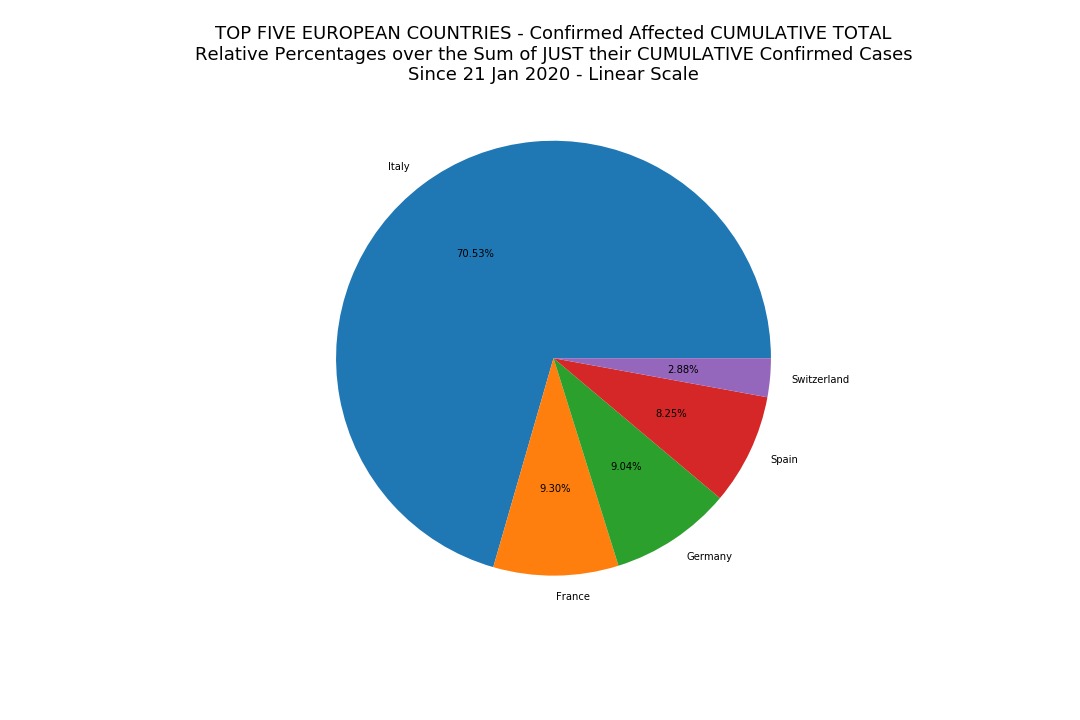 TOP FIVE EUROPEAN COUNTRIES - Confirmed Affected CUMULATIVE TOTAL
Relative Percentages over the Sum of JUST their CUMULATIVE Confirmed Cases
Since 21 Jan 2020 - Linear Scale
Italy
70.53%
2.88%
Switzerland
8.25%
Spain
9.04%
9.30%
Germany
France